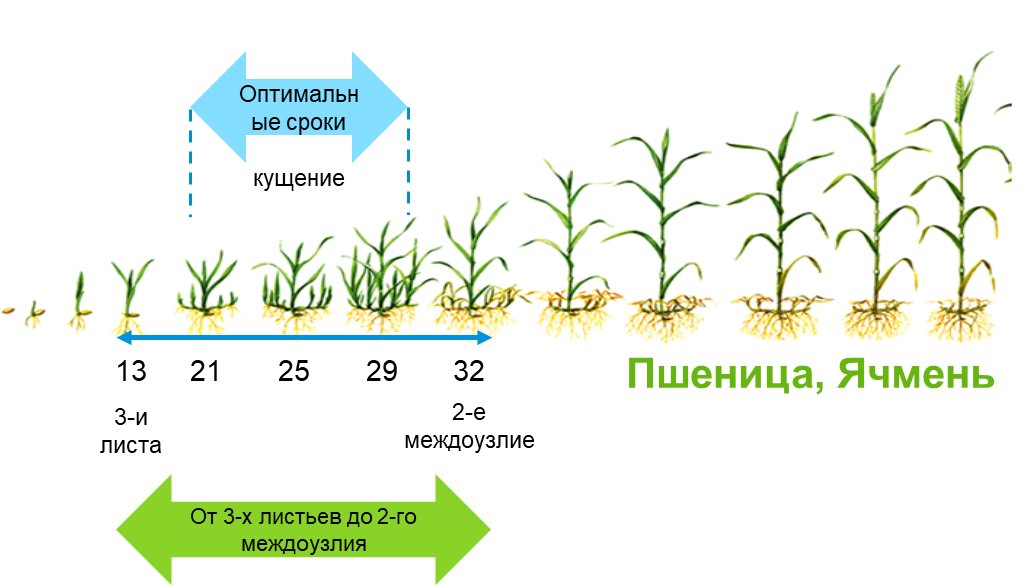 Оптимальн
ые сроки
кущение
13
21
25
29
32
Пшеница, Ячмень
3-и
листа
2-е
междоузлие
От 3-х листьев до 2-го
междоузлия